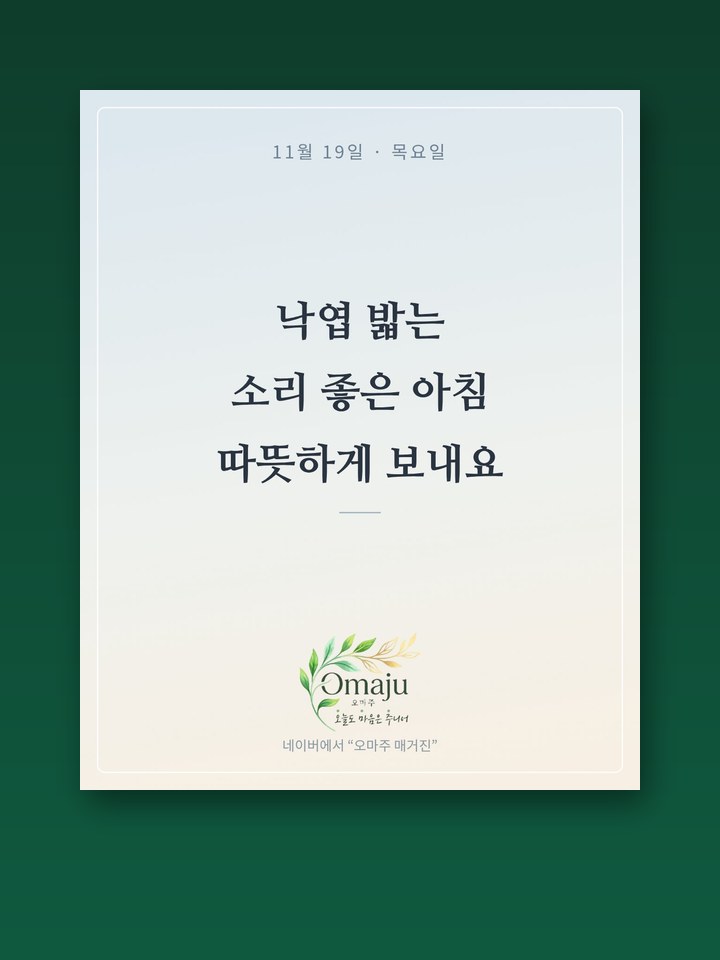 11월 19일 · 목요일
낙엽 밟는
소리 좋은 아침
따뜻하게 보내요
Omaju
오마주
오늘도 마음은 주니어
네이버에서 “오마주 매거진”